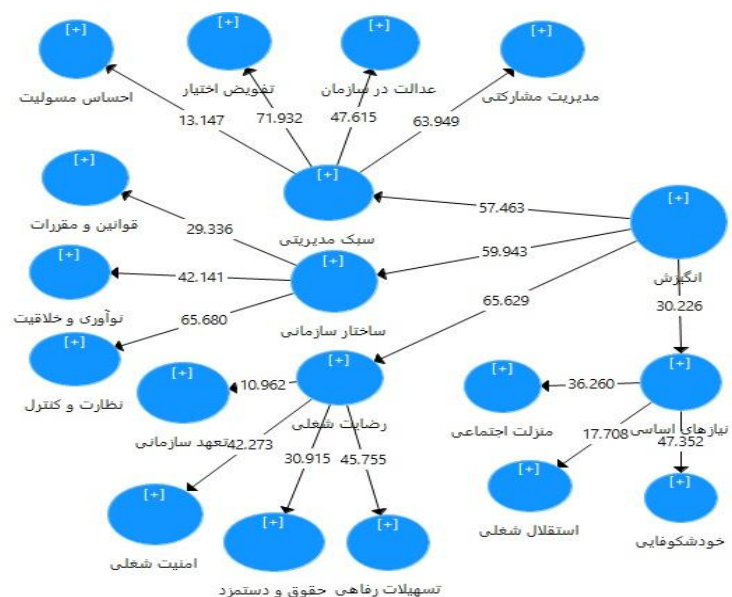 [+] [+] [+] [+]
احساس مسولیت
تفویض اختیار
عدالت در سازمان
مدیریت مشارکتی
13.147 71.932 47.615 63.949
[+] [+] [+]
قوانین و مقررات
سبک مدیریتی
57.463
انگیزش
29.336
59.943
[+] [+]
42.141
نوآوری و خلاقیت
ساختار سازمانی
65.680
65.629
30.226
[+] [+] [+] [+] [+]
نظارت و کنترل
10.962
رضایت شغلی
تعهد سازمانی
36.260
منزلت اجتماعی
نیازهای اساسی
42.273
30.915
45.755
17.708
47.352
[+] [+] [+] [+] [+]
امنیت شغلی
حقوق و دستمزد
تسهیلات رفاهی
استقلال شغلی
خودشکوفایی